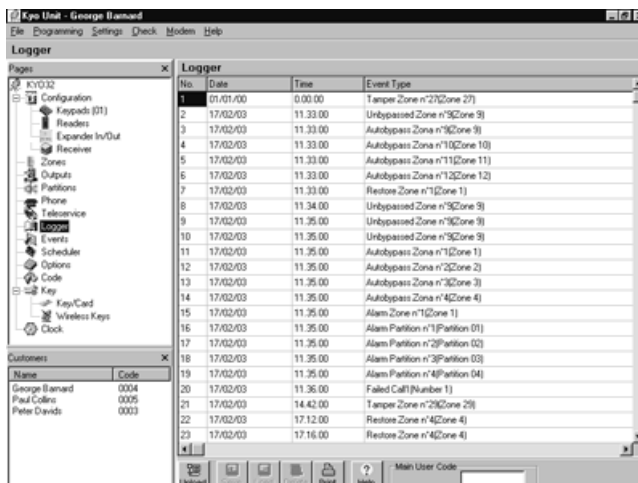 Kyo Unit - George Barnard
File Programming Settings Check Modem Help
Logger
Pages
KYO32
Configuration
Keypads (01)
Readers
Expander In/Out
Receiver
Zones
Outputs
Partitions
Phone
Teleservice
Logger
Events
Scheduler
Options
Code
Key
Key/Card
Wireless Keys
Clock
Customers
Name Code
George Barnard 0004
Paul Collins 0005
Peter Davids 0003
Logger
No. Date Time Event Type
1 01/01/00 0.00.00 Tamper Zone n°27(Zone 27)
2 17/02/03 11.33.00 Unbypassed Zone n°9(Zone 9)
3 17/02/03 11.33.00 Autobypass Zona n°9(Zone 9)
4 17/02/03 11.33.00 Autobypass Zona n°10(Zone 10)
5 17/02/03 11.33.00 Autobypass Zona n°11(Zone 11)
6 17/02/03 11.33.00 Autobypass Zona n°12(Zone 12)
7 17/02/03 11.33.00 Restore Zone n°1(Zone 1)
8 17/02/03 11.34.00 Unbypassed Zone n°9(Zone 9)
9 17/02/03 11.35.00 Unbypassed Zone n°9(Zone 9)
10 17/02/03 11.35.00 Unbypassed Zone n°9(Zone 9)
11 17/02/03 11.35.00 Autobypass Zona n°1(Zone 1)
12 17/02/03 11.35.00 Autobypass Zona n°2(Zone 2)
13 17/02/03 11.35.00 Autobypass Zona n°3(Zone 3)
14 17/02/03 11.35.00 Autobypass Zona n°4(Zone 4)
15 17/02/03 11.35.00 Alarm Zone n°1(Zone 1)
16 17/02/03 11.35.00 Alarm Partition n°1(Partition 01)
17 17/02/03 11.35.00 Alarm Partition n°2(Partition 02)
18 17/02/03 11.35.00 Alarm Partition n°3(Partition 03)
19 17/02/03 11.35.00 Alarm Partition n°4(Partition 04)
20 17/02/03 11.36.00 Failed Call1(Number 1)
21 17/02/03 14.42.00 Tamper Zone n°29(Zone 29)
22 17/02/03 17.12.00 Restore Zone n°4(Zone 4)
23 17/02/03 17.16.00 Restore Zone n°4(Zone 4)
Upload Print Help Main User Code